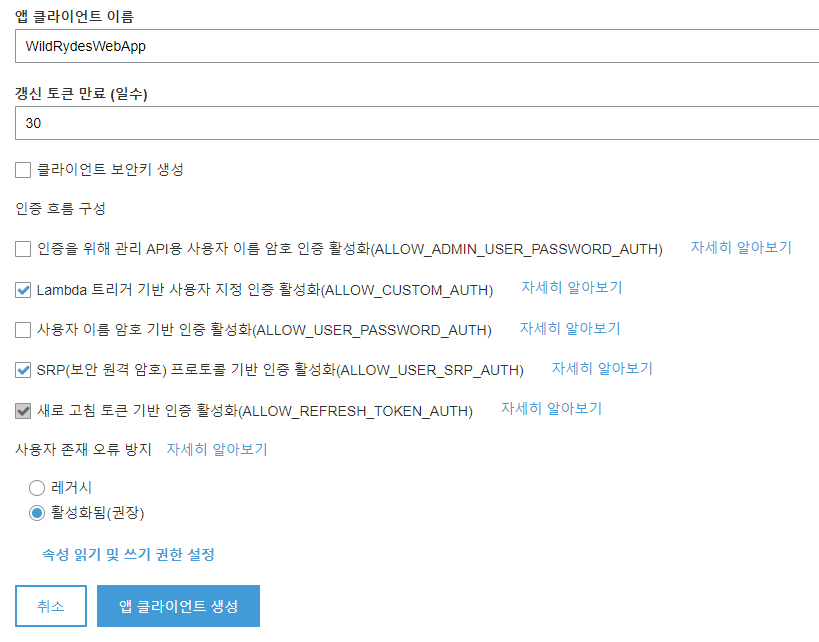 앱 클라이언트 이름
WildRydesWebApp
갱신 토큰 만료 (일수)
30
클라이언트 보안키 생성
인증 흐름 구성
인증을 위해 관리 API용 사용자 이름 암호 인증 활성화(ALLOW_ADMIN_USER_PASSWORD_AUTH) 자세히 알아보기
Lambda 트리거 기반 사용자 지정 인증 활성화(ALLOW_CUSTOM_AUTH) 자세히 알아보기
사용자 이름 암호 기반 인증 활성화(ALLOW_USER_PASSWORD_AUTH) 자세히 알아보기
SRP(보안 원격 암호) 프로토콜 기반 인증 활성화(ALLOW_USER_SRP_AUTH) 자세히 알아보기
새로 고침 토큰 기반 인증 활성화(ALLOW_REFRESH_TOKEN_AUTH) 자세히 알아보기
사용자 존재 오류 방지 자세히 알아보기
레거시
활성화됨(권장)
속성 읽기 및 쓰기 권한 설정
취소 앱 클라이언트 생성